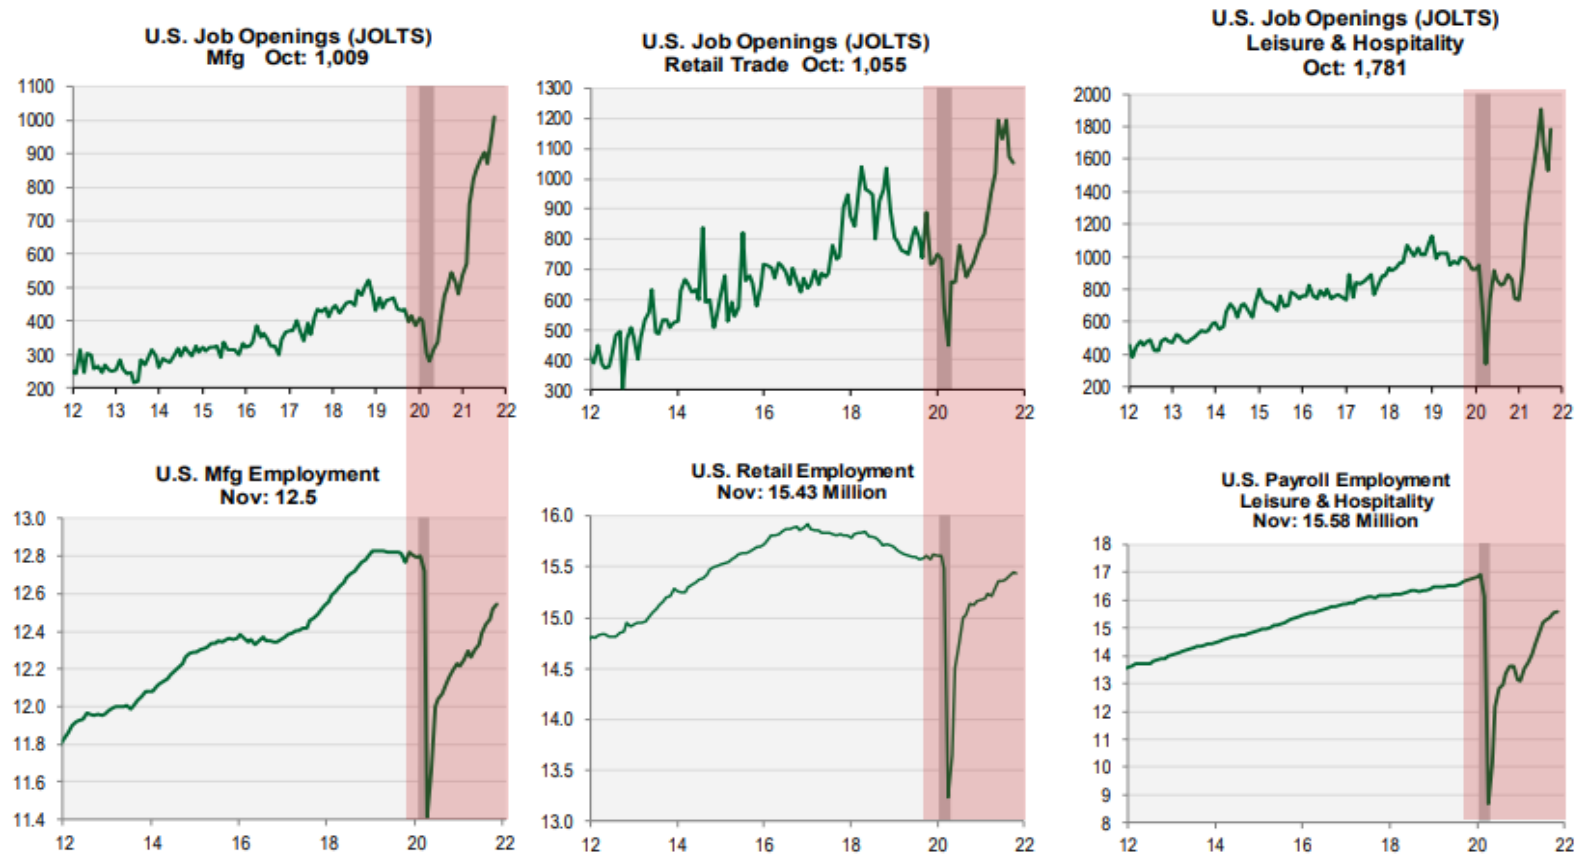 U.S. Job Openings (JOLTS)
Mfg Oct: 1,009
1100
1000
900
800
700
600
500
400
300
200
12 13 14 15 16 17 18 19 20 21 22
U.S. Job Openings (JOLTS)
Retail Trade Oct: 1,055
1300
1200
1100
1000
900
800
700
600
500
400
300
12 14 16 18 20 22
U.S. Job Openings (JOLTS)
Leisure & Hospitality
Oct: 1,781
2000
1800
1600
1400
1200
1000
800
600
400
200
12 13 14 15 16 17 18 19 20 21 22
U.S. Mfg Employment
Nov: 12.5
13.0
12.8
12.6
12.4
12.2
12.0
11.8
11.6
11.4
12 14 16 18 20 22
U.S. Retail Employment
Nov: 15.43 Million
16.0
15.5
15.0
14.5
14.0
13.5
13.0
12 14 16 18 20 22
U.S. Payroll Employment
Leisure & Hospitality
Nov: 15.58 Million
18
17
16
15
14
13
12
11
10
9
8
12 14 16 18 20 22